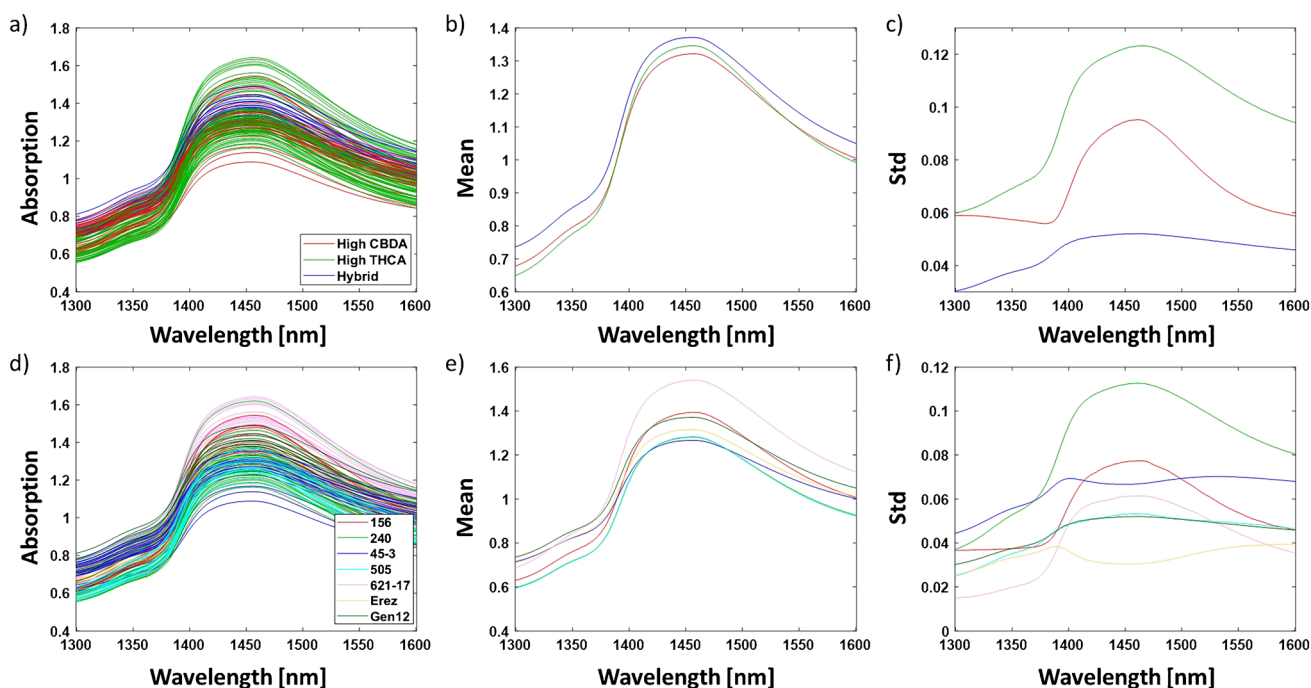 a)
1.8
1.6
1.4
1.2
1
0.8
0.6
0.4
Absorption
High CBDA
High THCA
Hybrid
1300 1350 1400 1450 1500 1550 1600
Wavelength [nm]
b)
1.4
1.3
1.2
1.1
1
0.9
0.8
0.7
0.6
Mean
1300 1350 1400 1450 1500 1550 1600
Wavelength [nm]
c)
0.12
0.1
0.08
0.06
0.04
Std
1300 1350 1400 1450 1500 1550 1600
Wavelength [nm]
d)
1.8
1.6
1.4
1.2
1
0.8
0.6
0.4
Absorption
156
240
45-3
505
621-17
Erez
Gen12
1300 1350 1400 1450 1500 1550 1600
Wavelength [nm]
e)
1.6
1.4
1.2
1
0.8
0.6
0.4
Mean
1300 1350 1400 1450 1500 1550 1600
Wavelength [nm]
f)
0.12
0.1
0.08
0.06
0.04
0.02
0
Std
1300 1350 1400 1450 1500 1550 1600
Wavelength [nm]